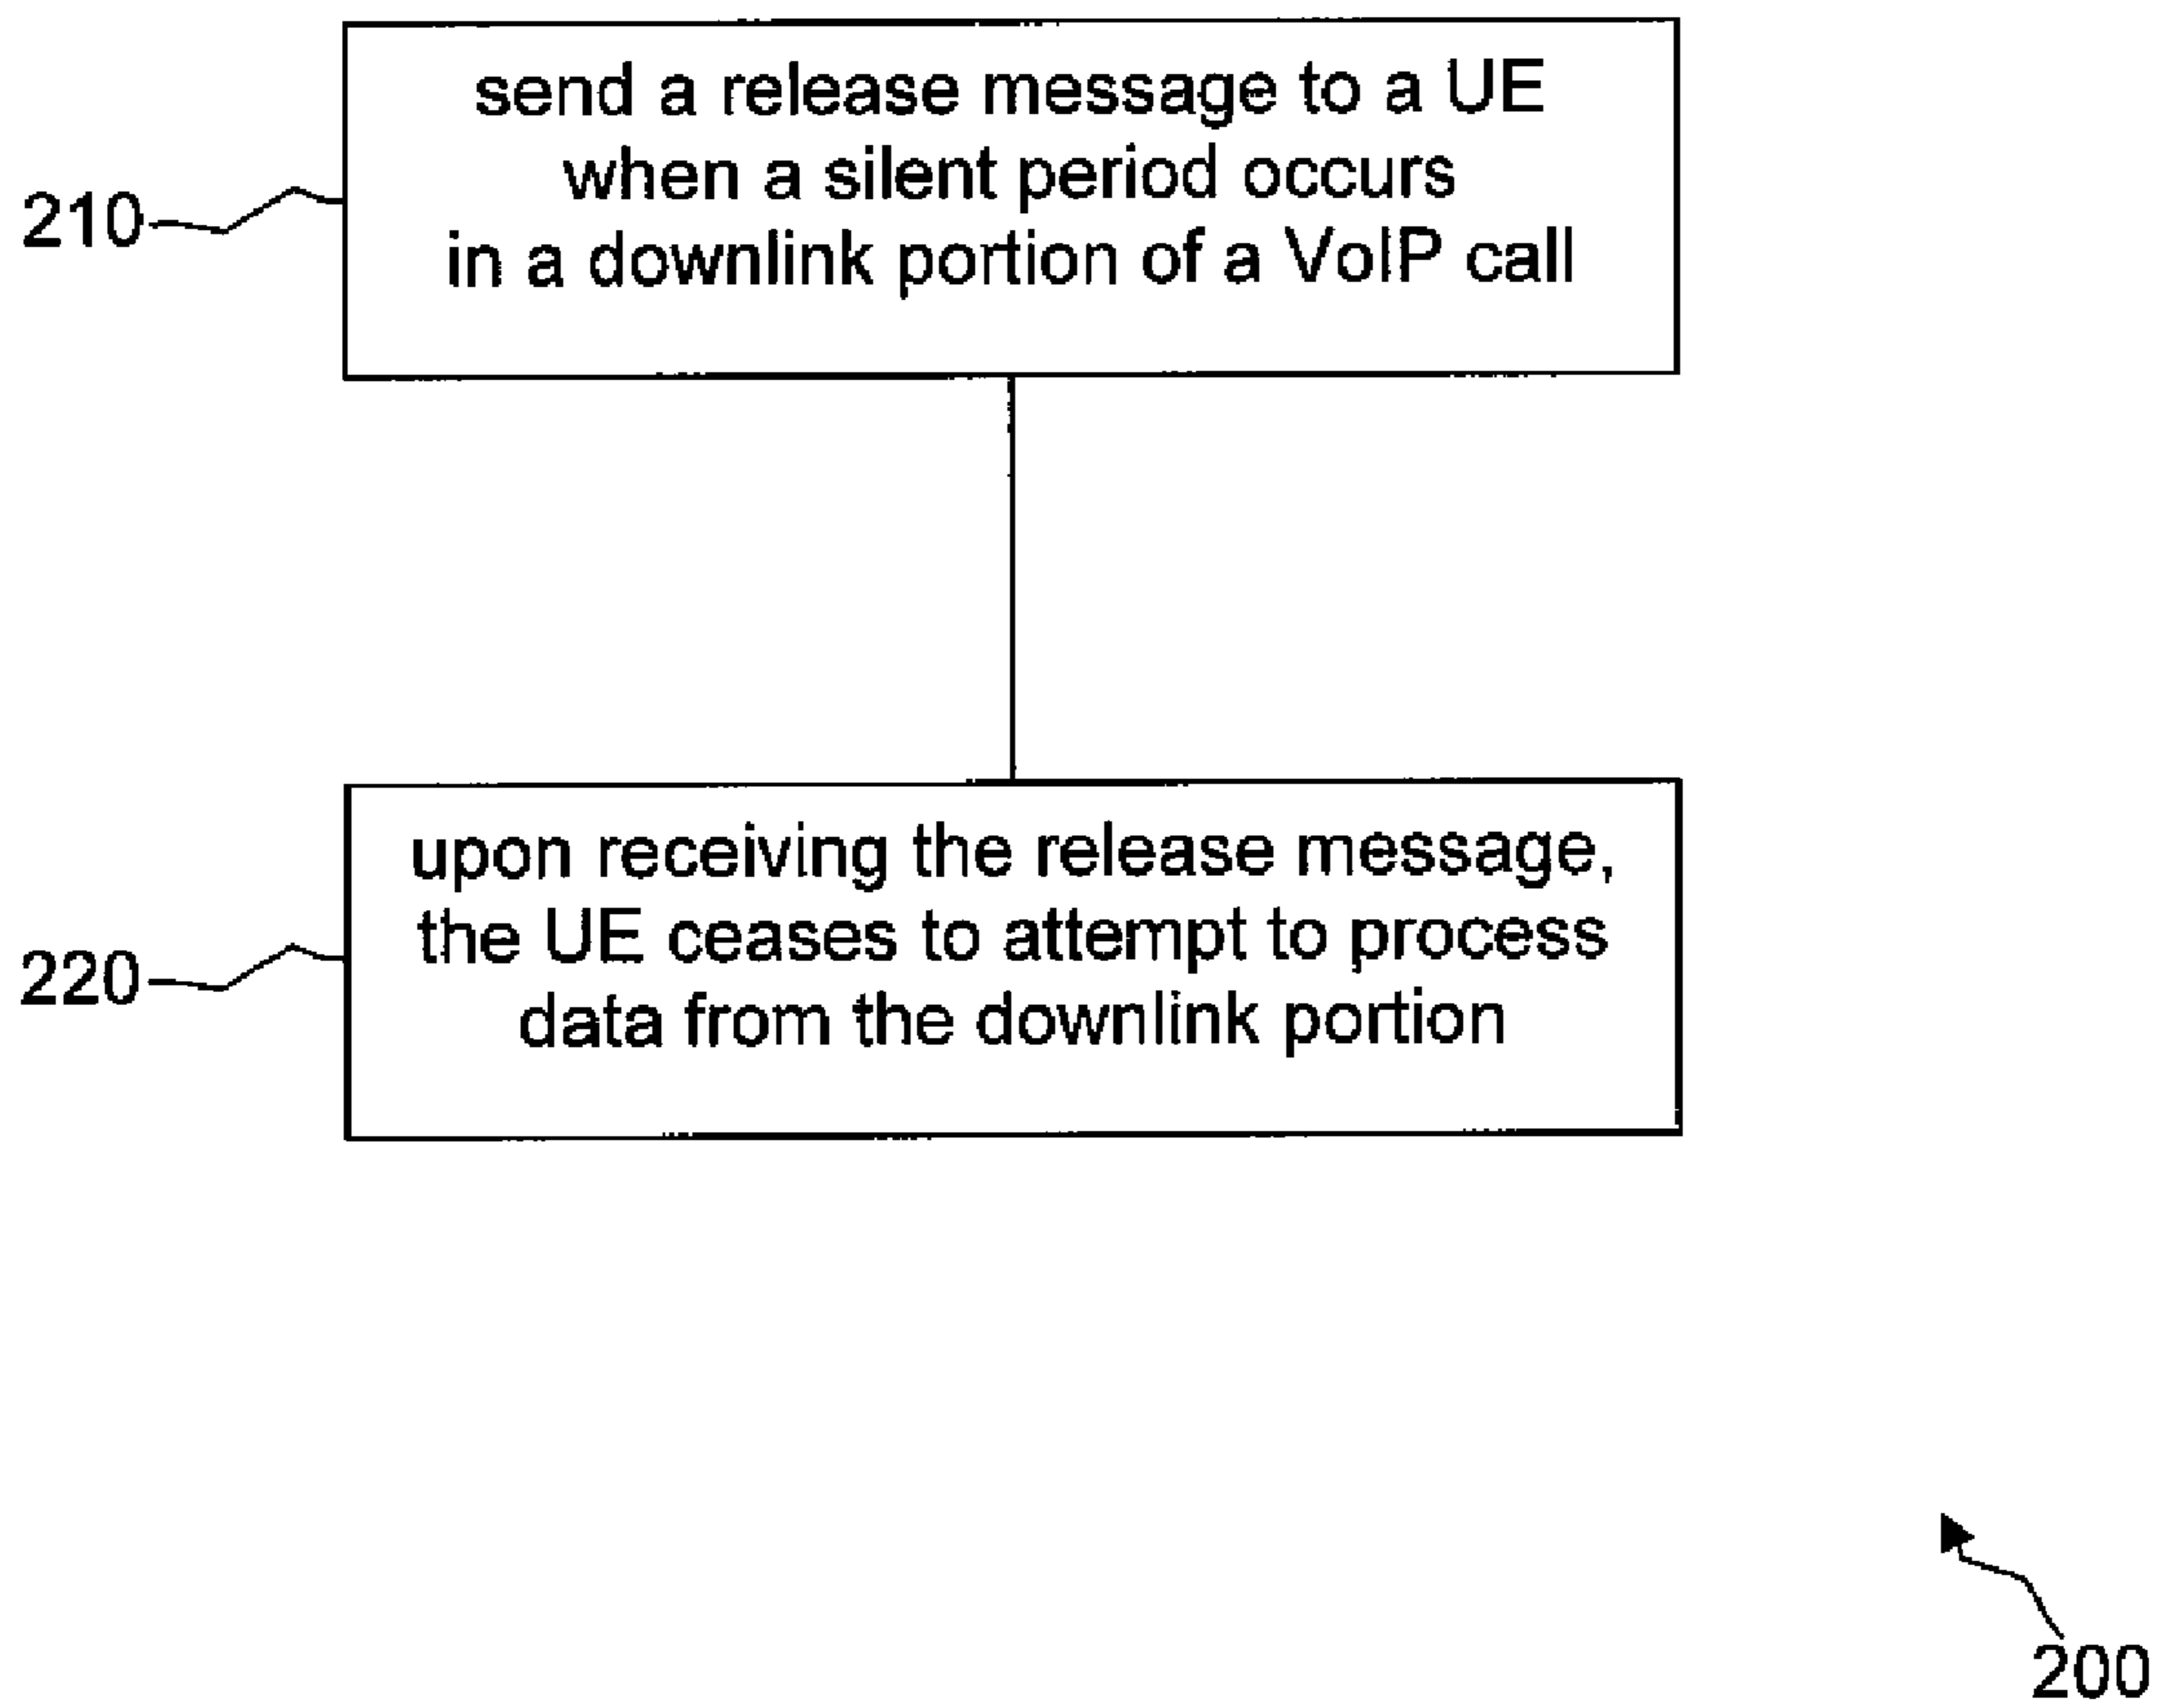 send a release message to a UE
when a silent period occurs
in a downlink portion of a VoIP call
210
upon receiving the release message,
the UE ceases to attempt to process
data from the downlink portion
220
200